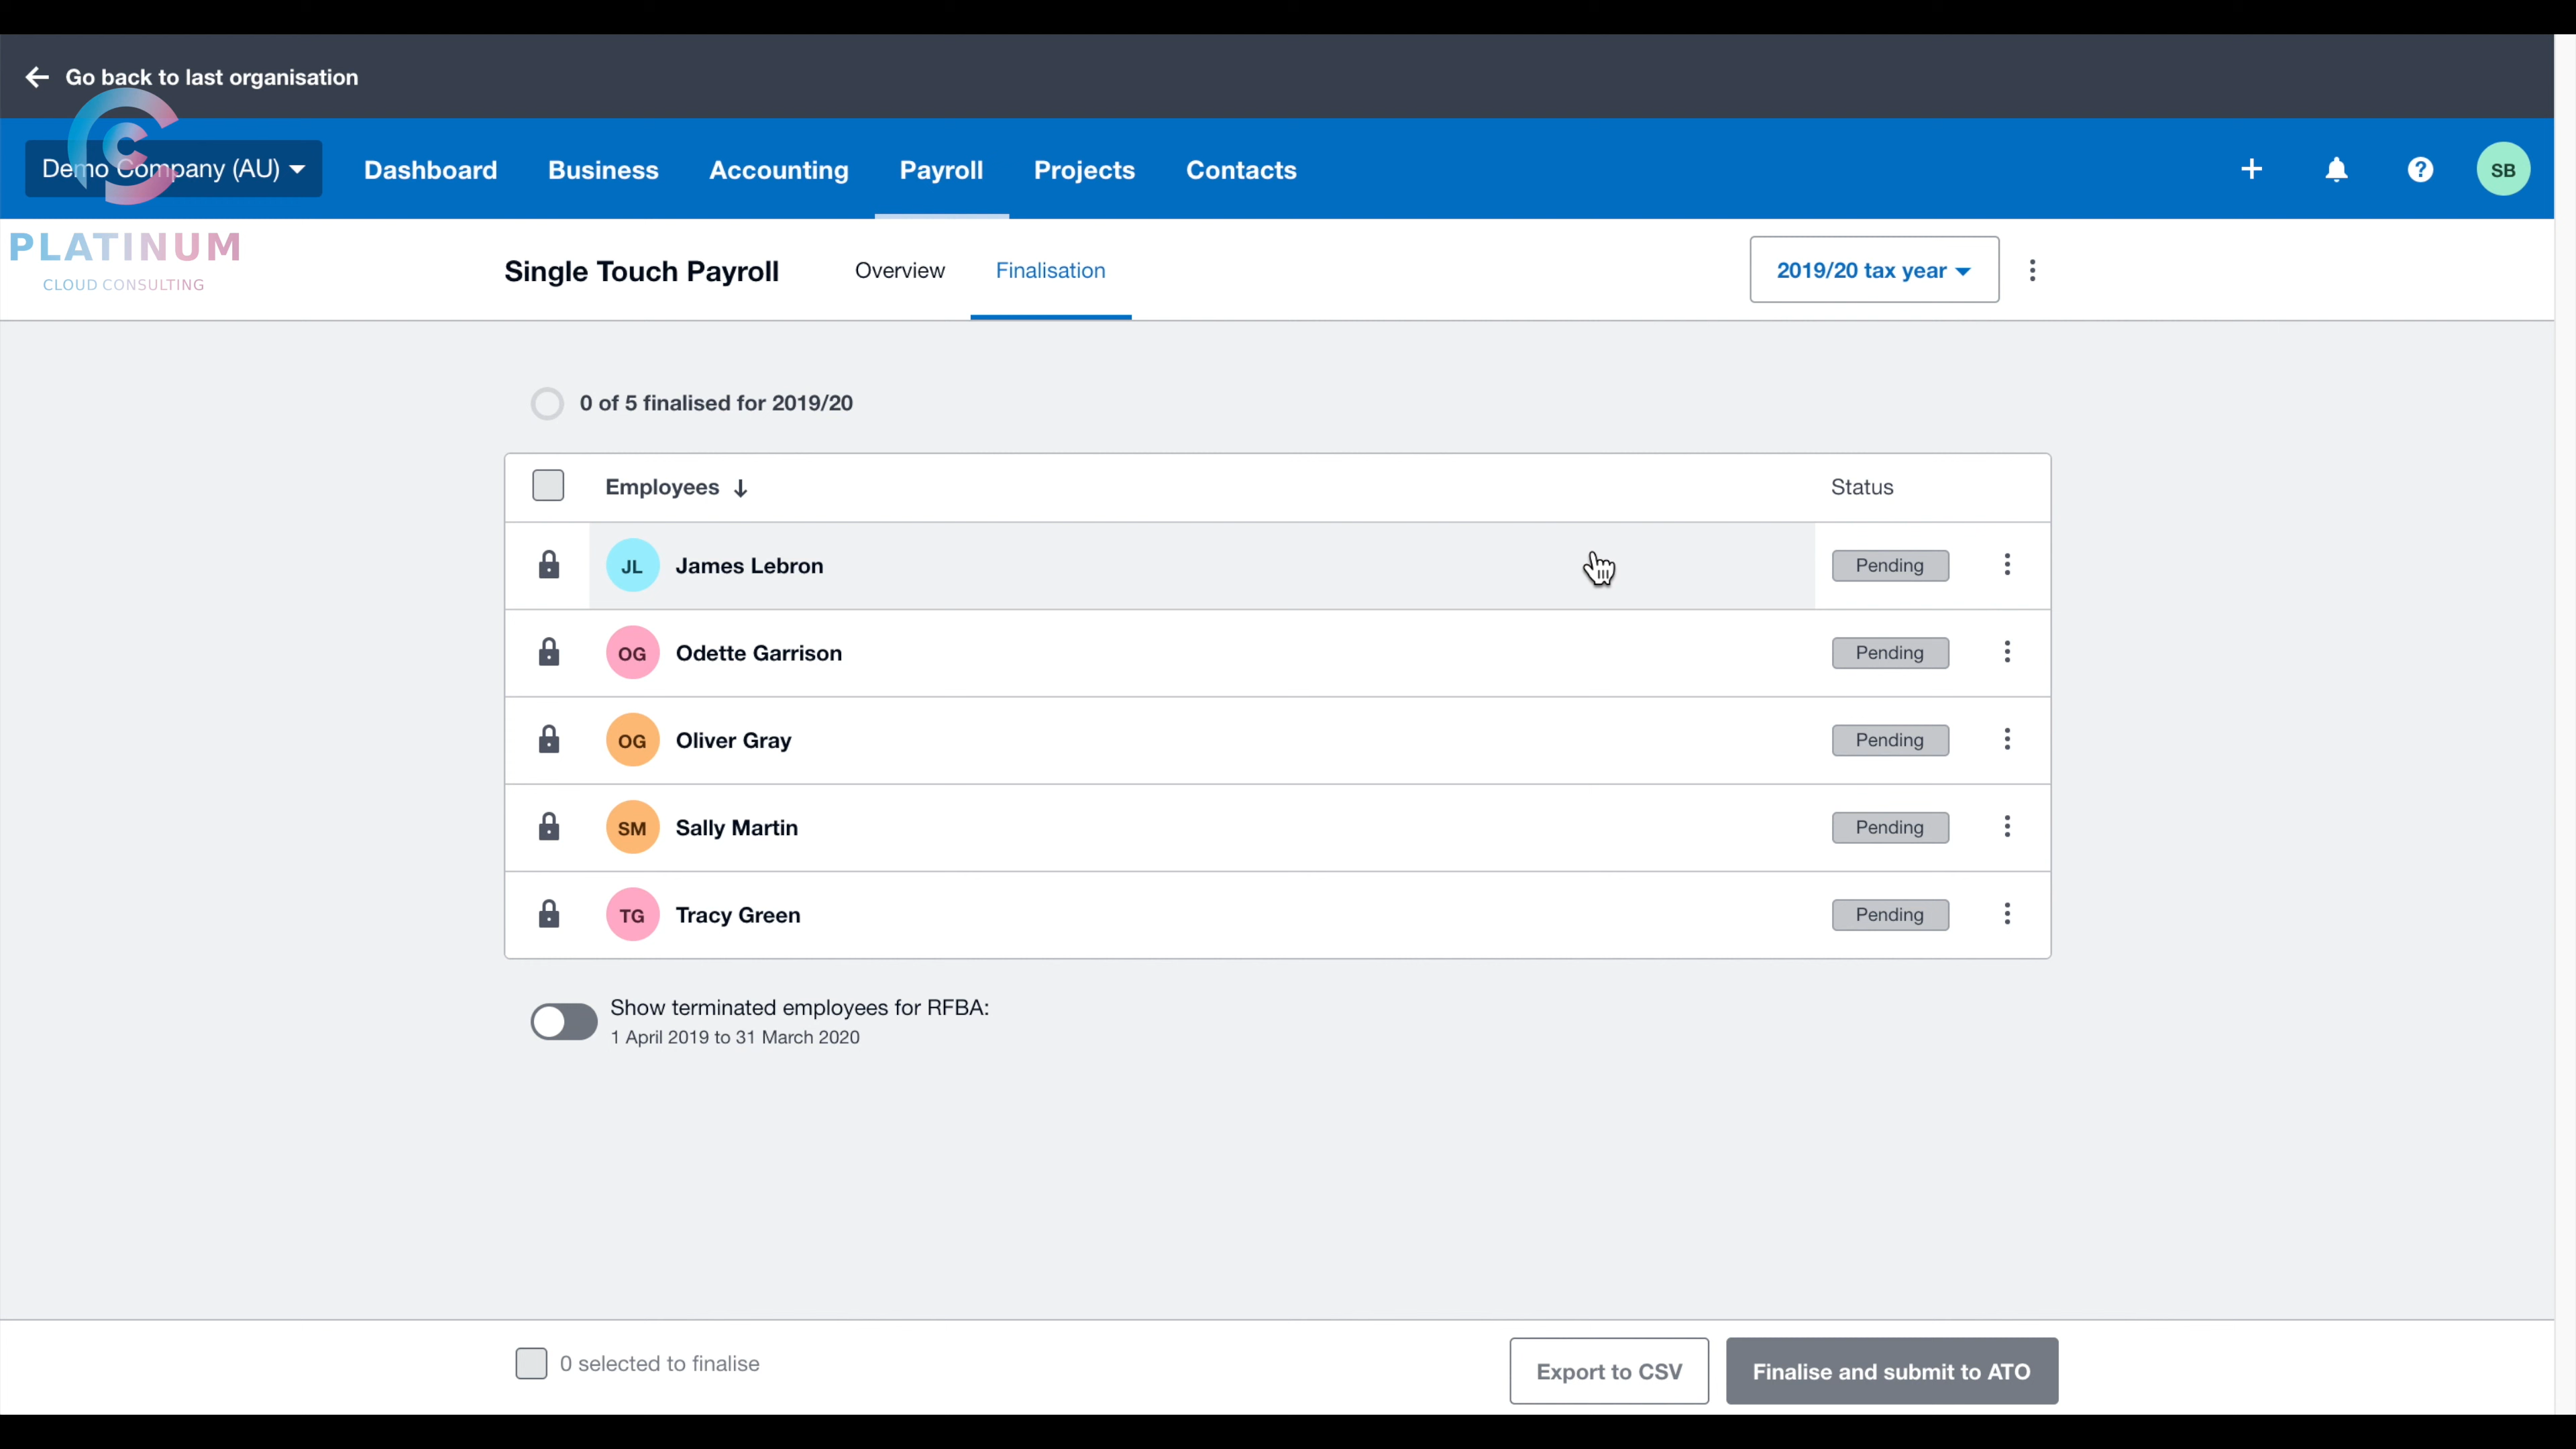 Go back to last organisation
Demo Company (AU)
Dashboard
Business
Accounting
Payroll
Projects
Contacts
?
SB
PLATINUM
CLOUD CONSULTING
Single Touch Payroll
Overview
Finalisation
2019/20 tax year
0 of 5 finalised for 2019/20
Employees
Status
JL James Lebron Pending
OG Odette Garrison Pending
OG Oliver Gray Pending
SM Sally Martin Pending
TG Tracy Green Pending
Show terminated employees for RFBA:
1 April 2019 to 31 March 2020
0 selected to finalise
Export to CSV
Finalise and submit to ATO